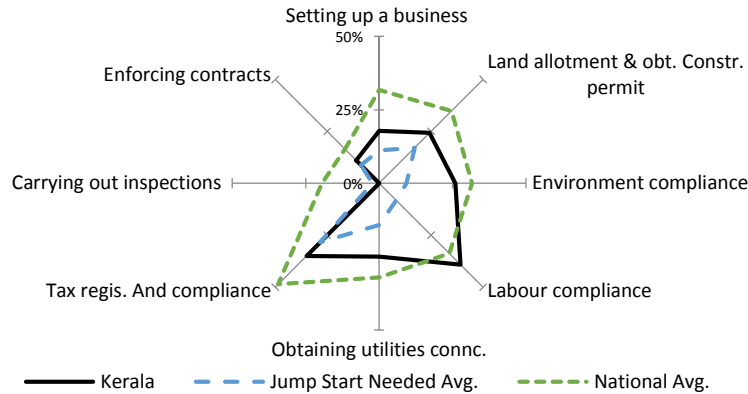 Setting up a business
50%
Land allotment & obt. Constr.
permit
Enforcing contracts
25%
Carrying out inspections
0%
Environment compliance
Tax regis. And compliance
Labour compliance
Obtaining utilities connc.
Kerala
Jump Start Needed Avg.
National Avg.